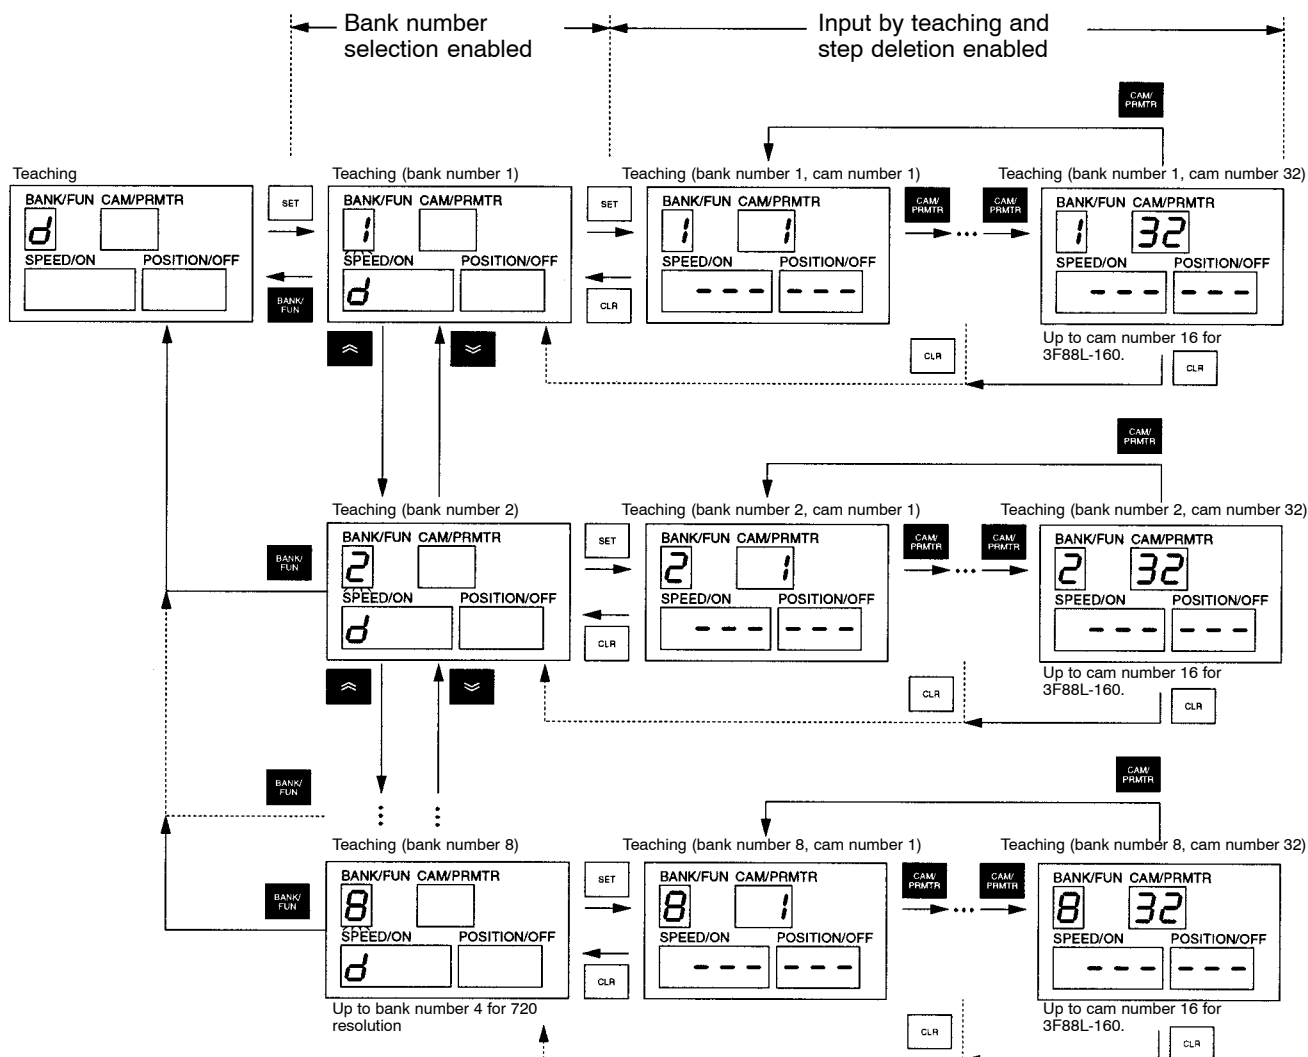 Bank number
selection enabled
Input by teaching and
step deletion enabled
CAM/
PRMTR
Teaching
Teaching (bank number 1)
Teaching (bank number 1, cam number 1)
Teaching (bank number 1, cam number 32)
BANK/FUN CAM/PRMTR
d
SPEED/ON POSITION/OFF
SET
BANK/
FUN
BANK/FUN CAM/PRMTR
1
SPEED/ON POSITION/OFF
d
SET
CLR
BANK/FUN CAM/PRMTR
1 1
SPEED/ON POSITION/OFF
--- ---
CAM/
PRMTR
...
CAM/
PRMTR
BANK/FUN CAM/PRMTR
1 32
SPEED/ON POSITION/OFF
--- ---
Up to cam number 16 for
3F88L-160.
CLR
CLR
CAM/
PRMTR
Teaching (bank number 2)
Teaching (bank number 2, cam number 1)
Teaching (bank number 2, cam number 32)
BANK/
FUN
BANK/FUN CAM/PRMTR
2
SPEED/ON POSITION/OFF
d
SET
CLR
BANK/FUN CAM/PRMTR
2 1
SPEED/ON POSITION/OFF
--- ---
CAM/
PRMTR
...
CAM/
PRMTR
BANK/FUN CAM/PRMTR
2 32
SPEED/ON POSITION/OFF
--- ---
Up to cam number 16 for
3F88L-160.
CLR
CLR
BANK/
FUN
CAM/
PRMTR
Teaching (bank number 8)
Teaching (bank number 8, cam number 1)
Teaching (bank number 8, cam number 32)
BANK/
FUN
BANK/FUN CAM/PRMTR
8
SPEED/ON POSITION/OFF
d
Up to bank number 4 for 720
resolution
SET
CLR
BANK/FUN CAM/PRMTR
8 1
SPEED/ON POSITION/OFF
--- ---
CAM/
PRMTR
...
CAM/
PRMTR
BANK/FUN CAM/PRMTR
8 32
SPEED/ON POSITION/OFF
--- ---
Up to cam number 16 for
3F88L-160.
CLR
CLR